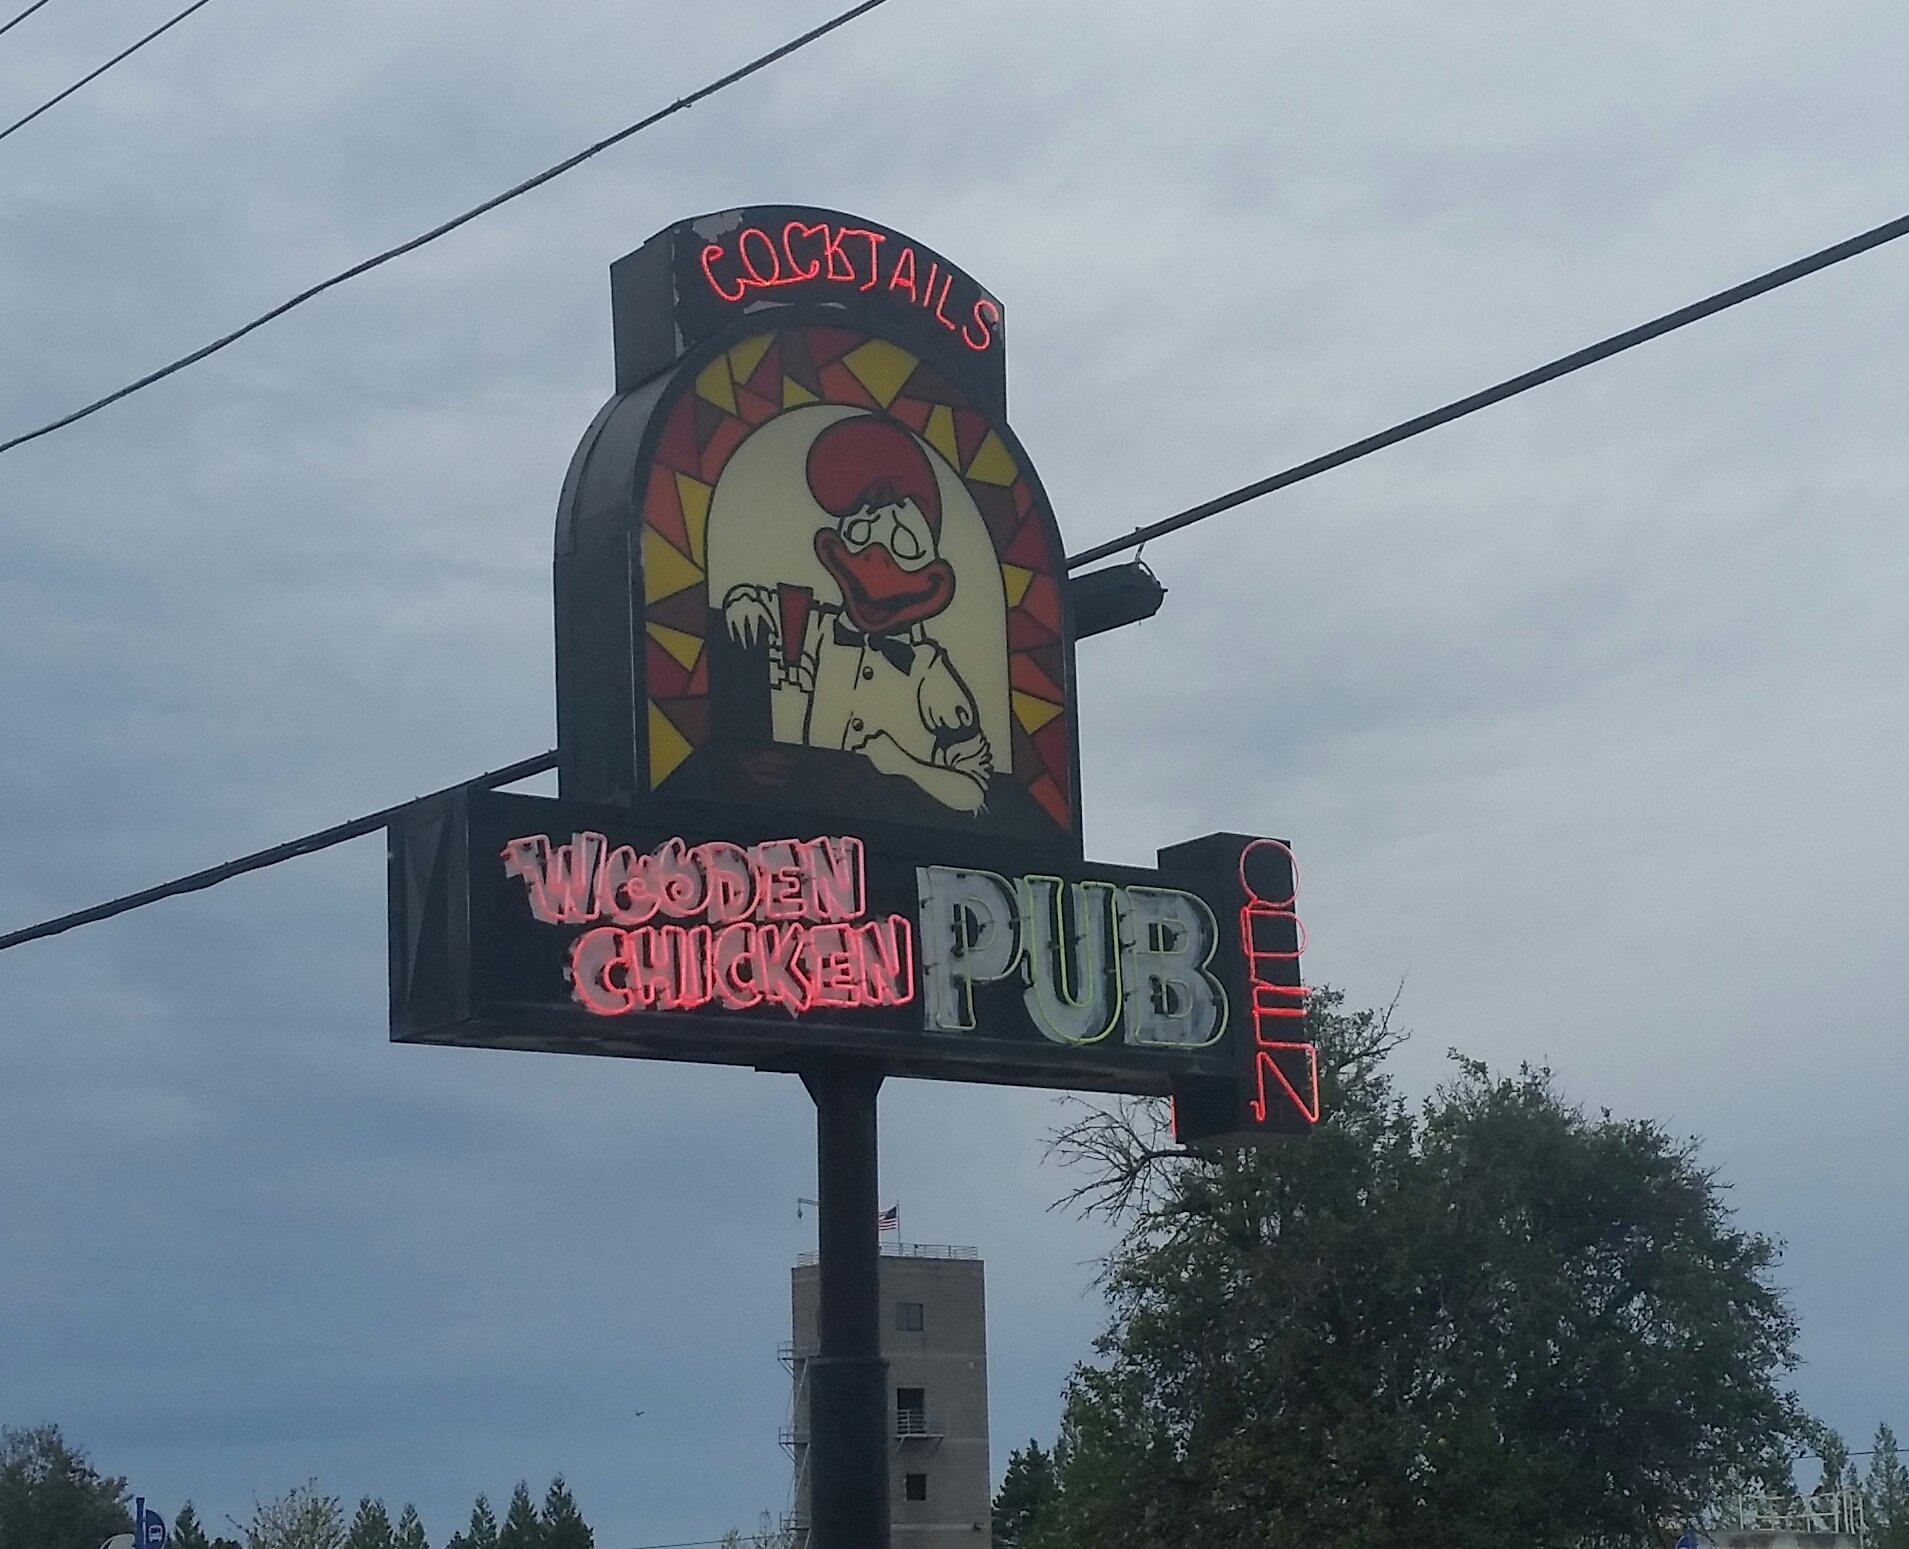 COCKTAILS
WOODEN
CHICKEN
PUB
OPEN